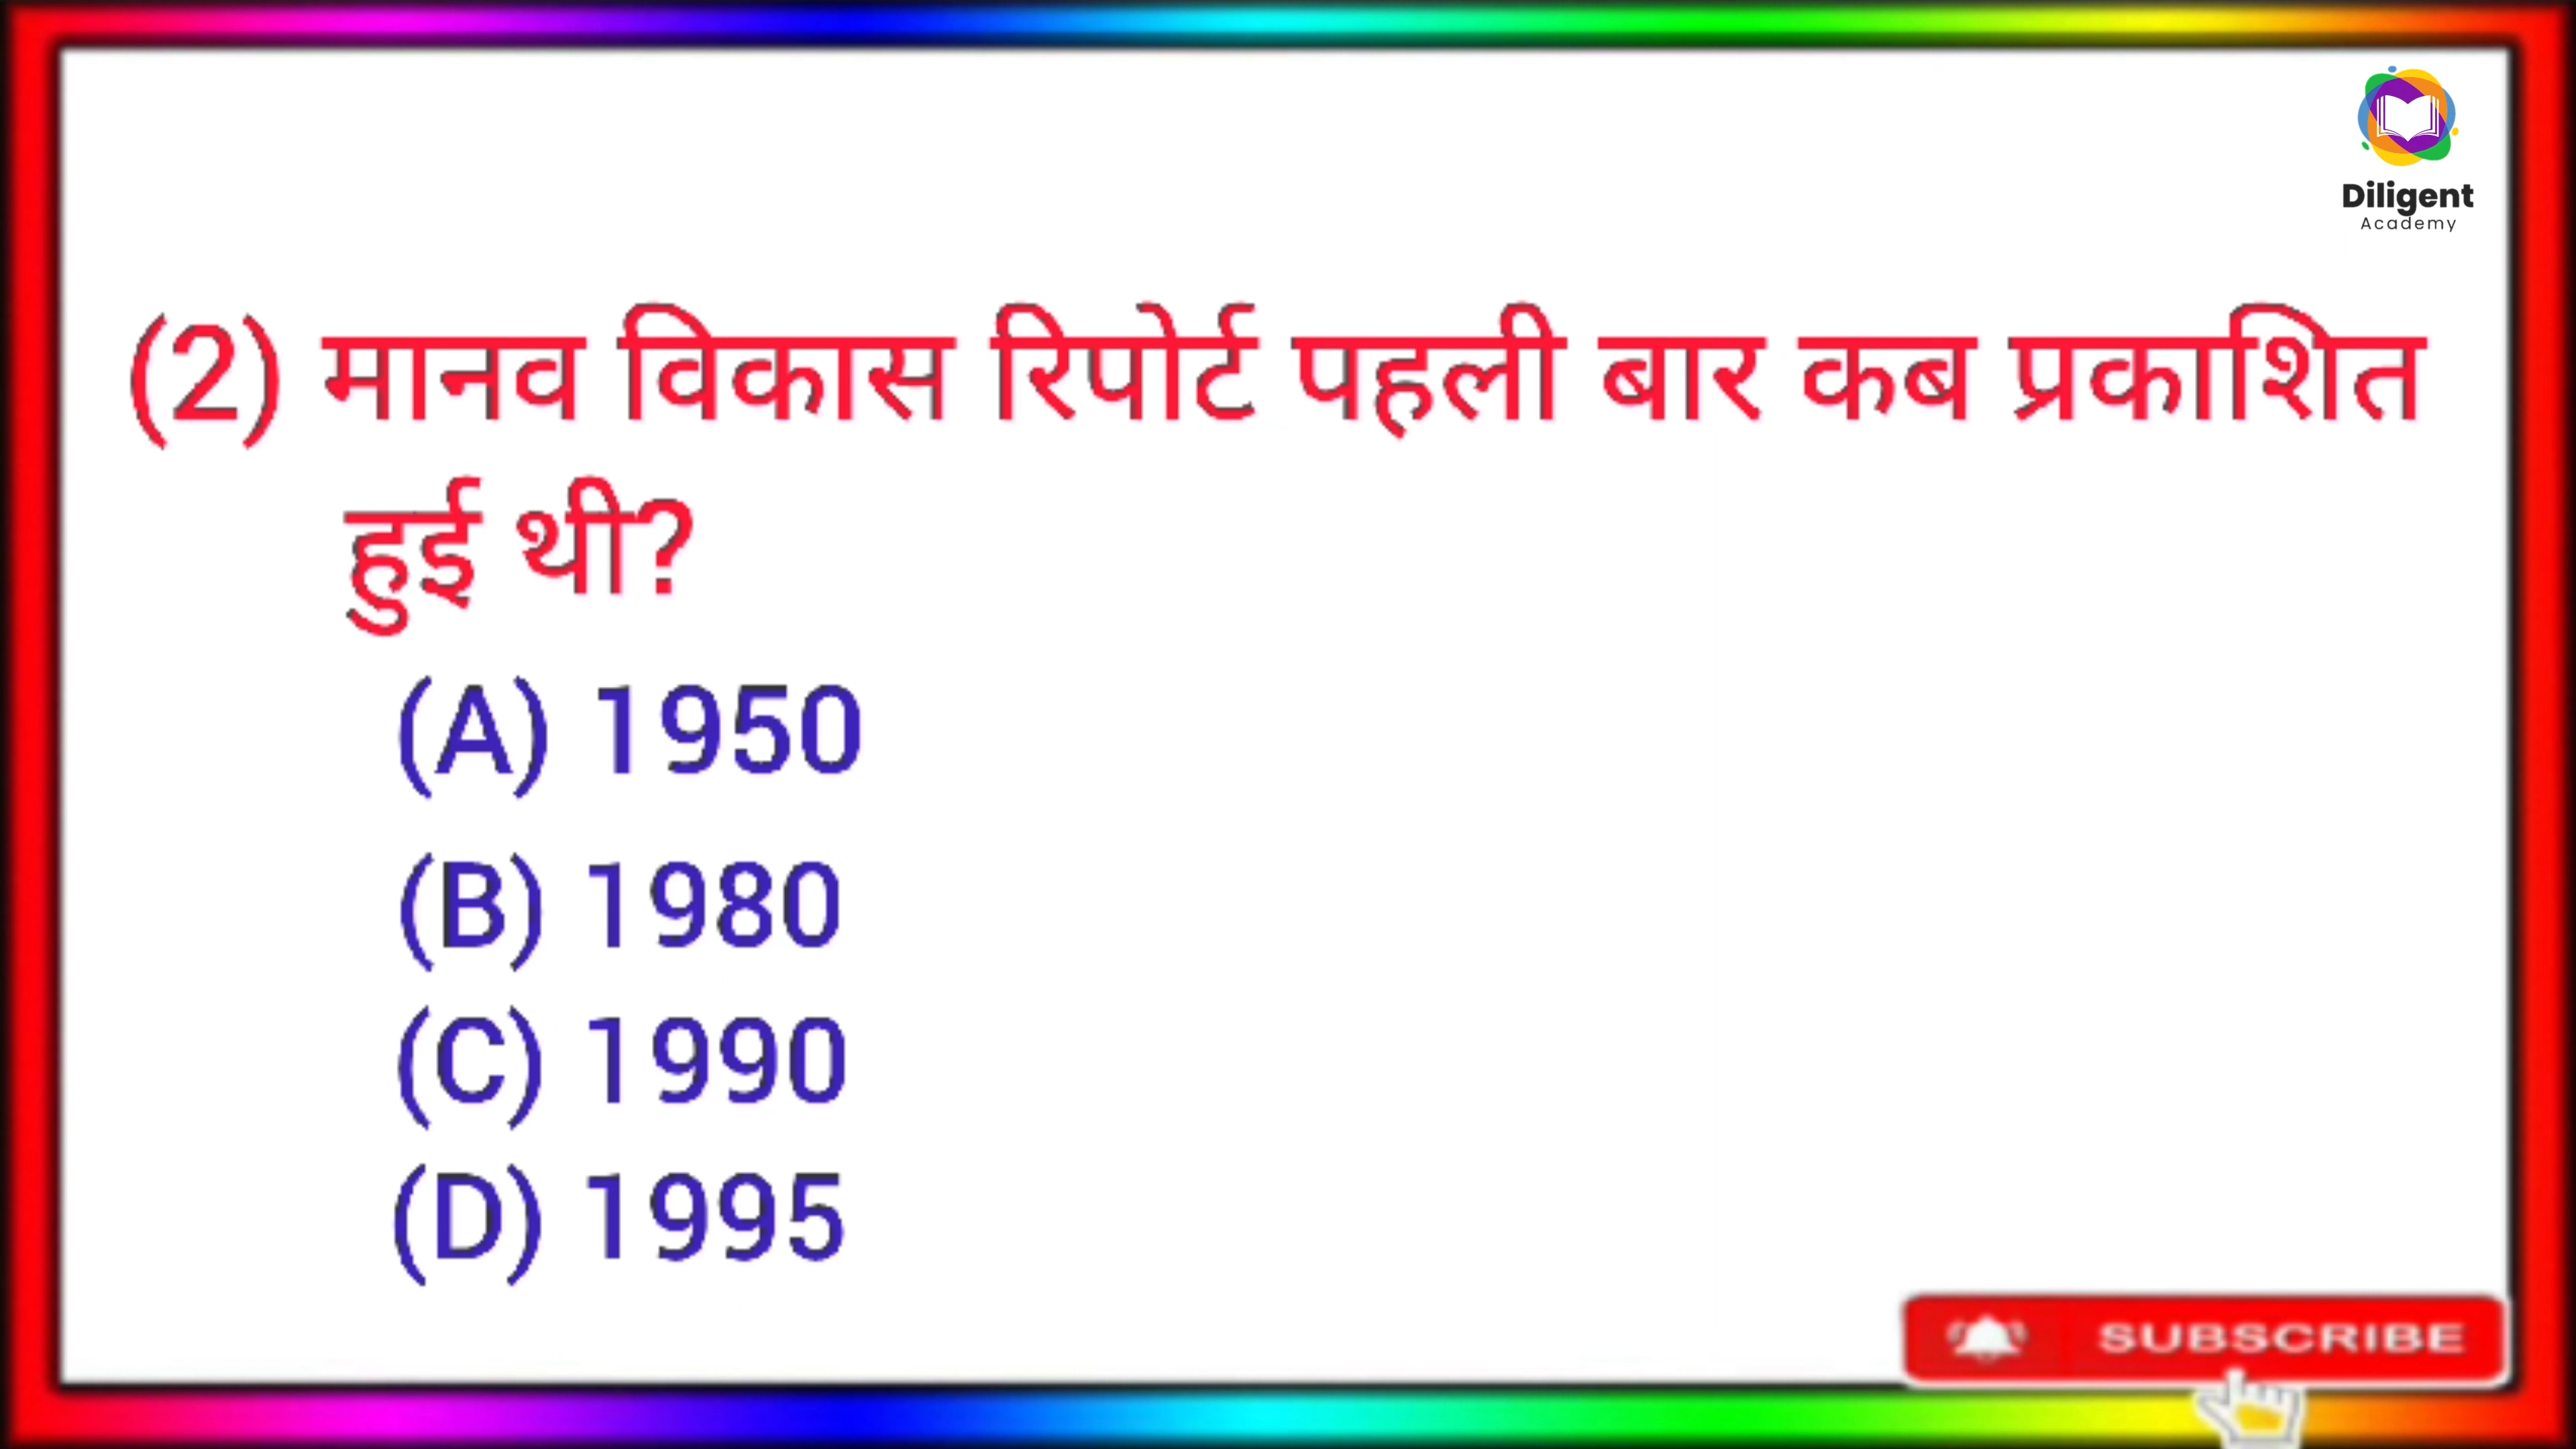 Diligent
Academy
(2) मानव विकास रिपोर्ट पहली बार कब प्रकाशित
हुई थी?
(A) 1950
(B) 1980
(C) 1990
(D) 1995
SUBSCRIBE